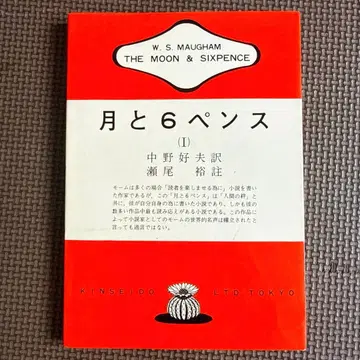 W. S. MAUGHAM
THE MOON & SIXPENCE
月と6ペンス
(I)
中野好夫訳
瀬尾 裕註
モームは多くの場合「読者を楽しませる為に」小説を書い
た作家であるが、この「月と6ペンス」は「人間の絆」と
共に、彼が自分自身の為に書いた小説であり、しかも彼の
数多い作品中最も読み応えがある小説である。この作品に
よって小説家としてのモームの世界的名声は確立されたと
言っても過言ではない。
KINSEIDO LTD TOKYO